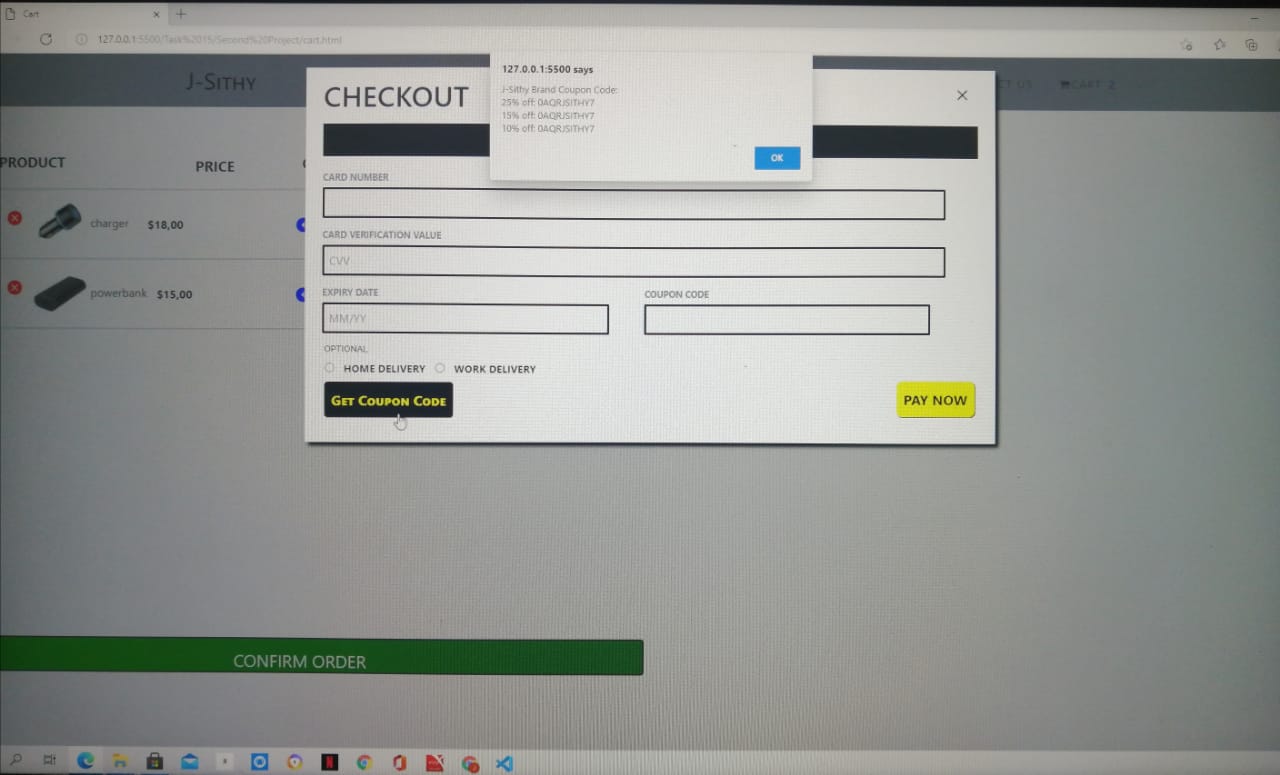 Cart
127.0.0.1:5500/Task%2015/Second%20Project/cart.html
J-SITHY
CT US
CART 2
127.0.0.1:5500 says
J-Sithy Brand Coupon Code:
25% off: 0AQRJSITHY7
15% off: 0AQRJSITHY7
10% off: 0AQRJSITHY7
OK
CHECKOUT
PRODUCT
PRICE
CARD NUMBER
charger $18,00
CARD VERIFICATION VALUE
CVV
powerbank $15,00
EXPIRY DATE
COUPON CODE
MM/YY
OPTIONAL
HOME DELIVERY
WORK DELIVERY
GET COUPON CODE
PAY NOW
CONFIRM ORDER